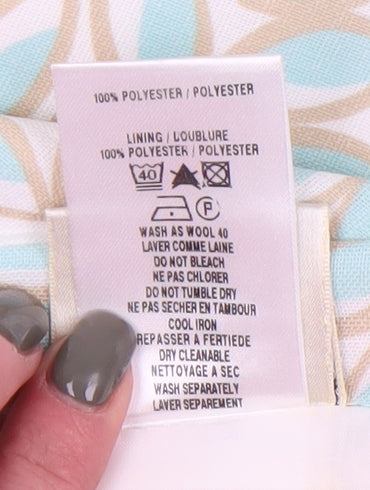 100% POLYESTER / POLYESTER
LINING / DOUBLURE
100% POLYESTER / POLYESTER
40
P
WASH AS WOOL 40
LAVER COMME LAINE
DO NOT BLEACH
NE PAS CHLORER
DO NOT TUMBLE DRY
NE PAS SECHER EN TAMBOUR
COOL IRON
REPASSER A FERTIEDE
DRY CLEANABLE
NETTOYAGE A SEC
WASH SEPARATELY
LAVER SEPAREMENT